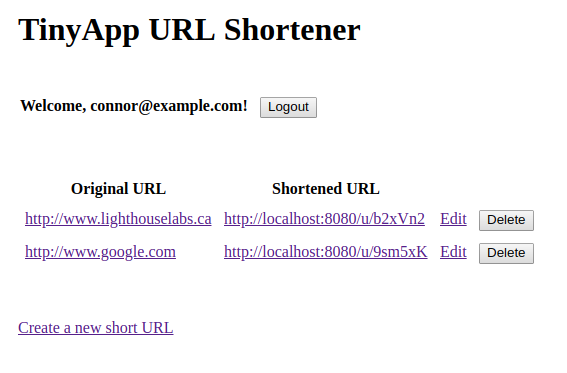 TinyApp URL Shortener
Welcome, connor@example.com! Logout
Original URL Shortened URL
http://www.lighthouselabs.ca http://localhost:8080/u/b2xVn2 Edit Delete
http://www.google.com http://localhost:8080/u/9sm5xK Edit Delete
Create a new short URL